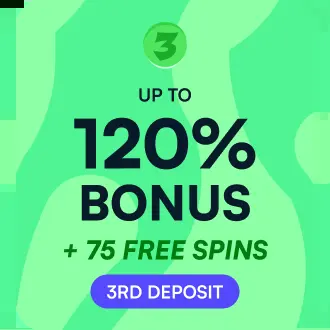 3
UP TO
120%
BONUS
+ 75 FREE SPINS
3RD DEPOSIT